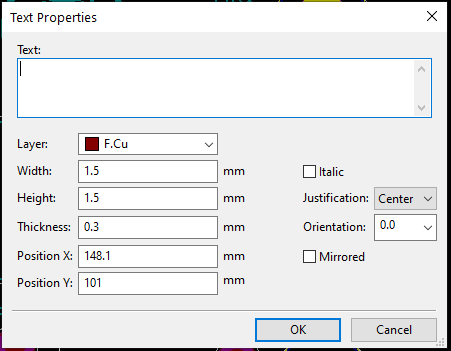 Text Properties
Text:
Layer: F.Cu
Width: 1.5 mm Italic
Height: 1.5 mm Justification: Center
Thickness: 0.3 mm Orientation: 0.0
Position X: 148.1 mm Mirrored
Position Y: 101 mm
OK Cancel